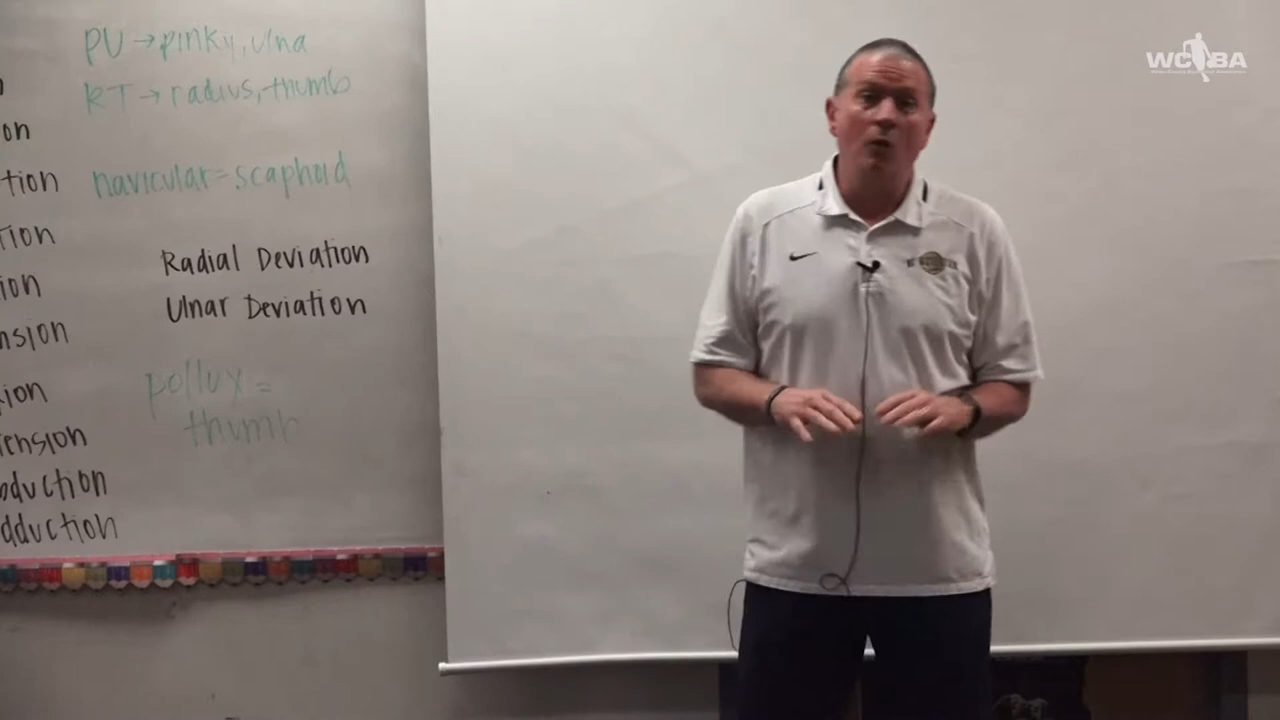 PU → pinky, ulna
RT → radius, thumb
on
tion
navicular = scaphoid
tion
Radial Deviation
ion
Ulnar Deviation
nsion
pollux =
thumb
ion
tension
bduction
dduction
WCBA